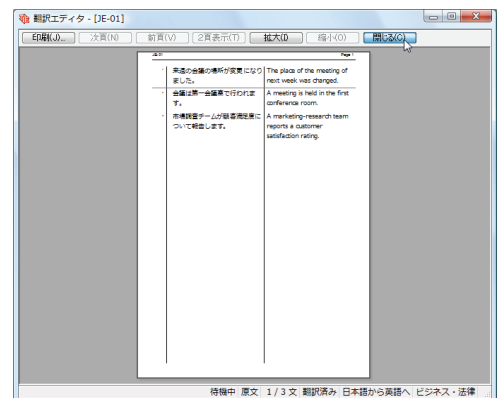 翻訳エディタ - [JE-01]
印刷(J)... 次頁(N) 前頁(V) 2頁表示(T) 拡大(I) 縮小(O) 閉じる(C)
JE-01 Page 1
・ 来週の会議の場所が変更になり The place of the meeting of
ました。 next week was changed.
・ 会議は第一会議室で行われま A meeting is held in the first
す。 conference room.
・ 市場調査チームが顧客満足度に A marketing-research team
ついて報告します。 reports a customer
satisfaction rating.
待機中 原文 1 / 3 文 翻訳済み 日本語から英語へ ビジネス・法律